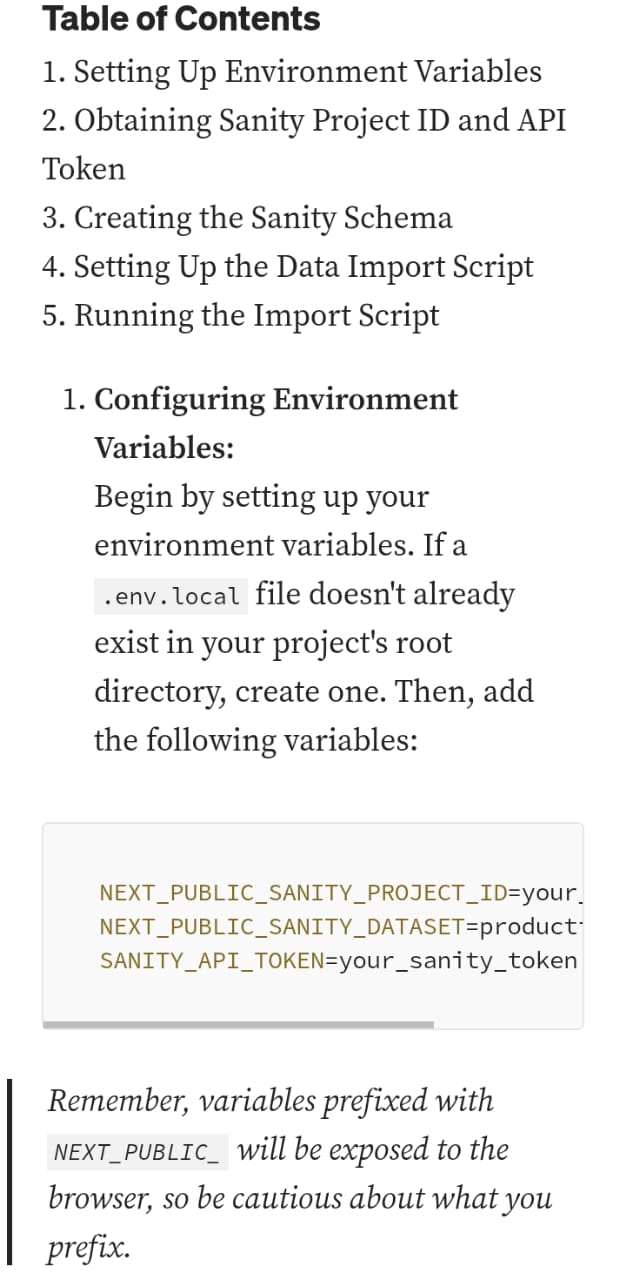 Table of Contents
1. Setting Up Environment Variables
2. Obtaining Sanity Project ID and API
Token
3. Creating the Sanity Schema
4. Setting Up the Data Import Script
5. Running the Import Script
1. Configuring Environment
Variables:
Begin by setting up your
environment variables. If a
.env.local file doesn't already
exist in your project's root
directory, create one. Then, add
the following variables:
NEXT_PUBLIC_SANITY_PROJECT_ID=your_
NEXT_PUBLIC_SANITY_DATASET=product
SANITY_API_TOKEN=your_sanity_token
Remember, variables prefixed with
NEXT_PUBLIC_ will be exposed to the
browser, so be cautious about what you
prefix.